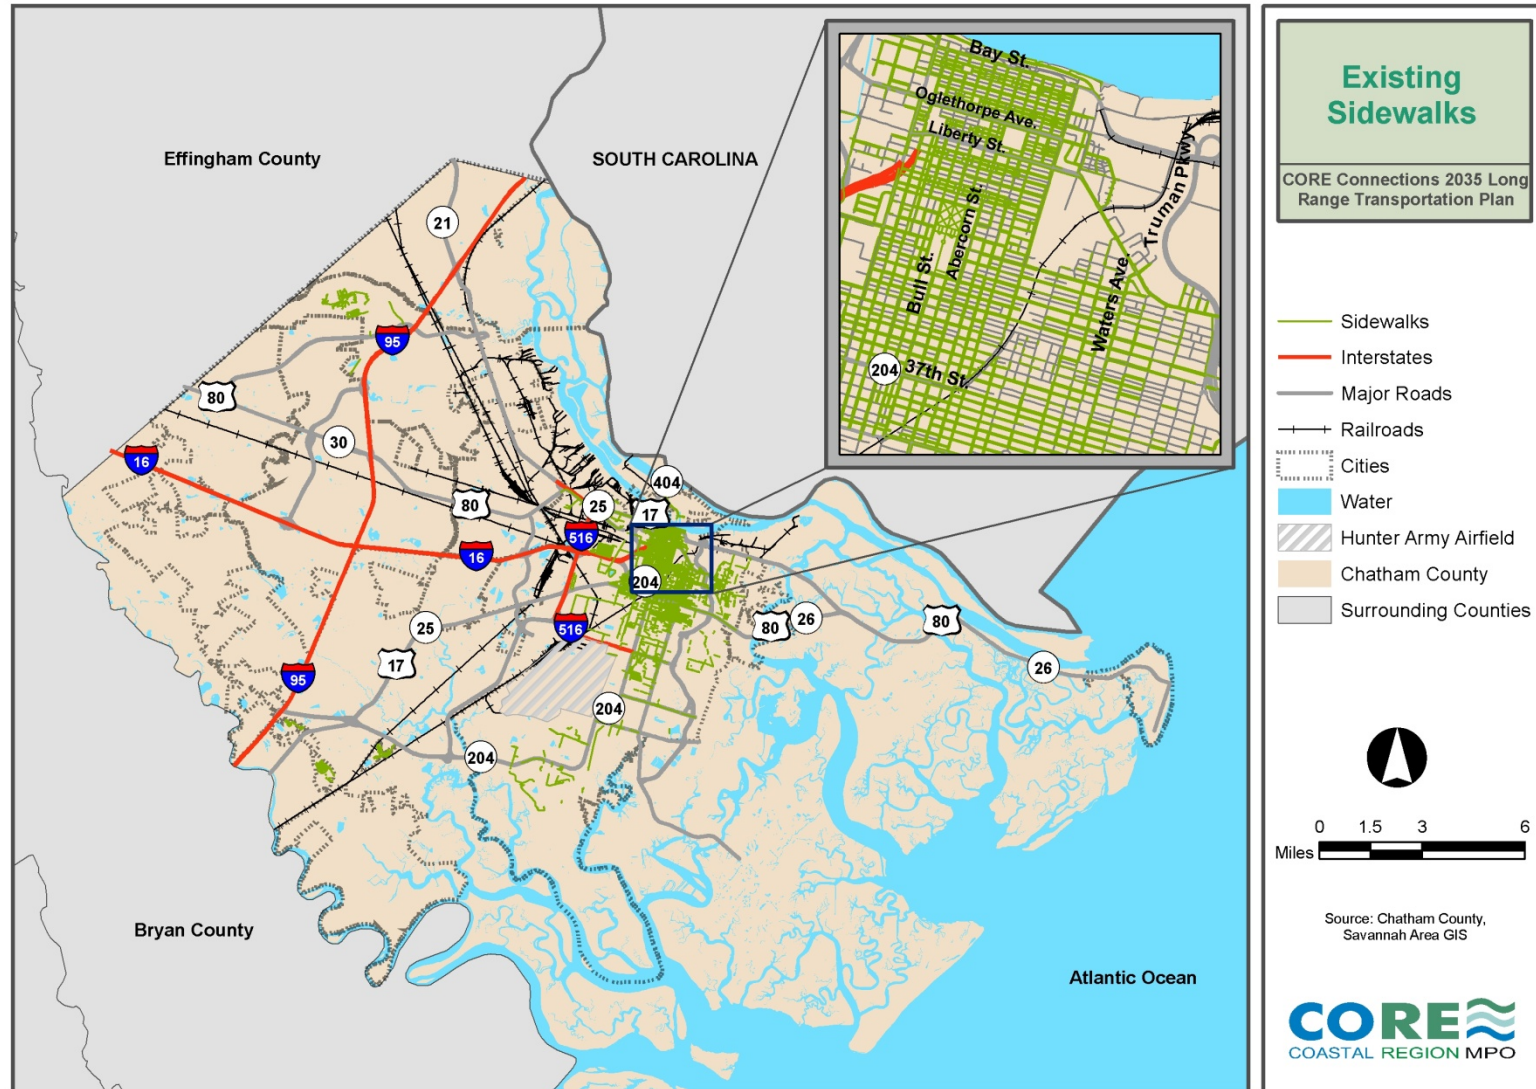 Effingham County
SOUTH CAROLINA
21
95
80
30
16
80
25
404
17
516
16
204
516
80
26
80
26
25
17
95
204
204
Bryan County
Atlantic Ocean
Bay St.
Oglethorpe Ave.
Liberty St.
Abercorn St.
Bull St.
Waters Ave.
Truman Pkwy
204
37th St.
Existing
Sidewalks
CORE Connections 2035 Long
Range Transportation Plan
Sidewalks
Interstates
Major Roads
Railroads
Cities
Water
Hunter Army Airfield
Chatham County
Surrounding Counties
0 1.5 3 6
Miles
Source: Chatham County,
Savannah Area GIS
CORE
COASTAL REGION MPO